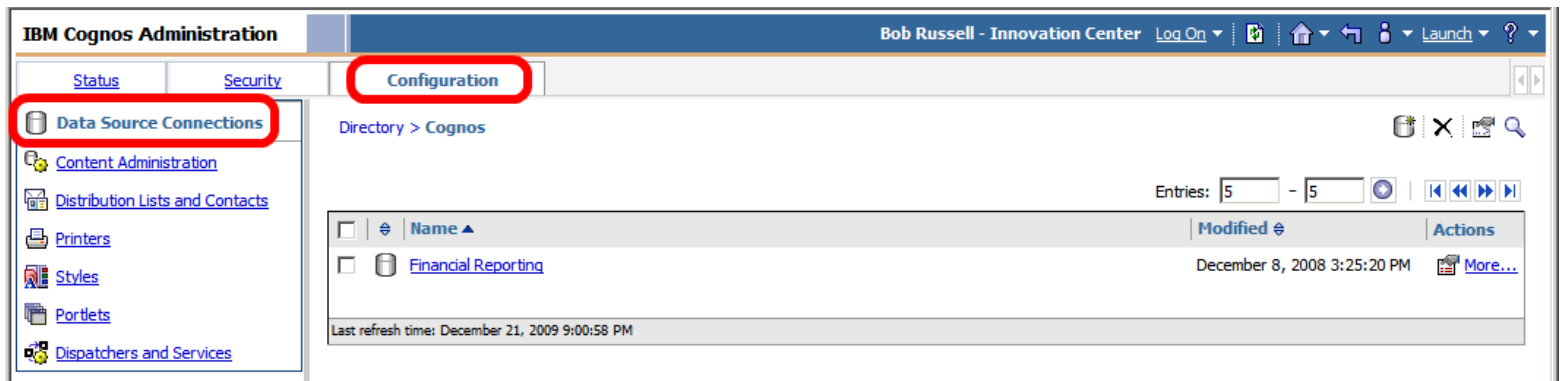 IBM Cognos Administration
Bob Russell - Innovation Center Log On Launch ?
Status Security Configuration
Data Source Connections
Directory > Cognos
Content Administration
Distribution Lists and Contacts
Entries: 5 - 5
Printers
Name Modified Actions
Styles
Financial Reporting December 8, 2008 3:25:20 PM More...
Portlets
Last refresh time: December 21, 2009 9:00:58 PM
Dispatchers and Services